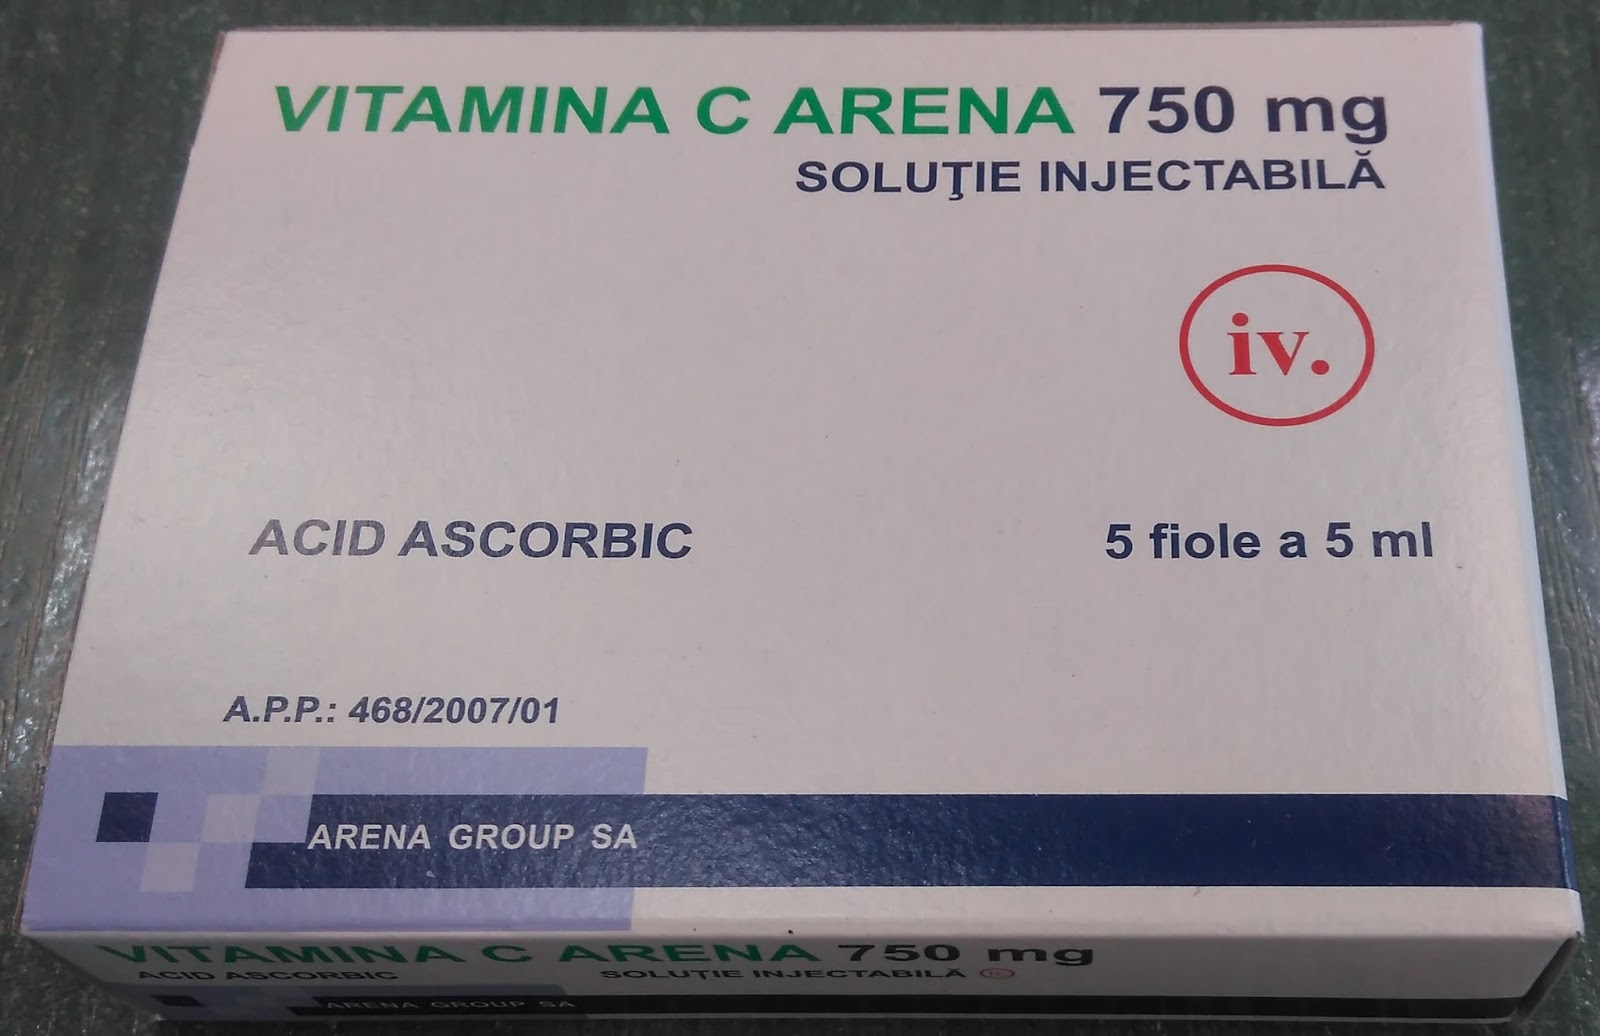 VITAMINA C ARENA 750 mg
SOLUŢIE INJECTABILĂ
iv.
ACID ASCORBIC
5 fiole a 5 ml
A.P.P.: 468/2007/01
ARENA GROUP SA
VITAMINA C ARENA 750 mg
ACID ASCORBIC
SOLUŢIE INJECTABILĂ iv.
ARENA GROUP SA